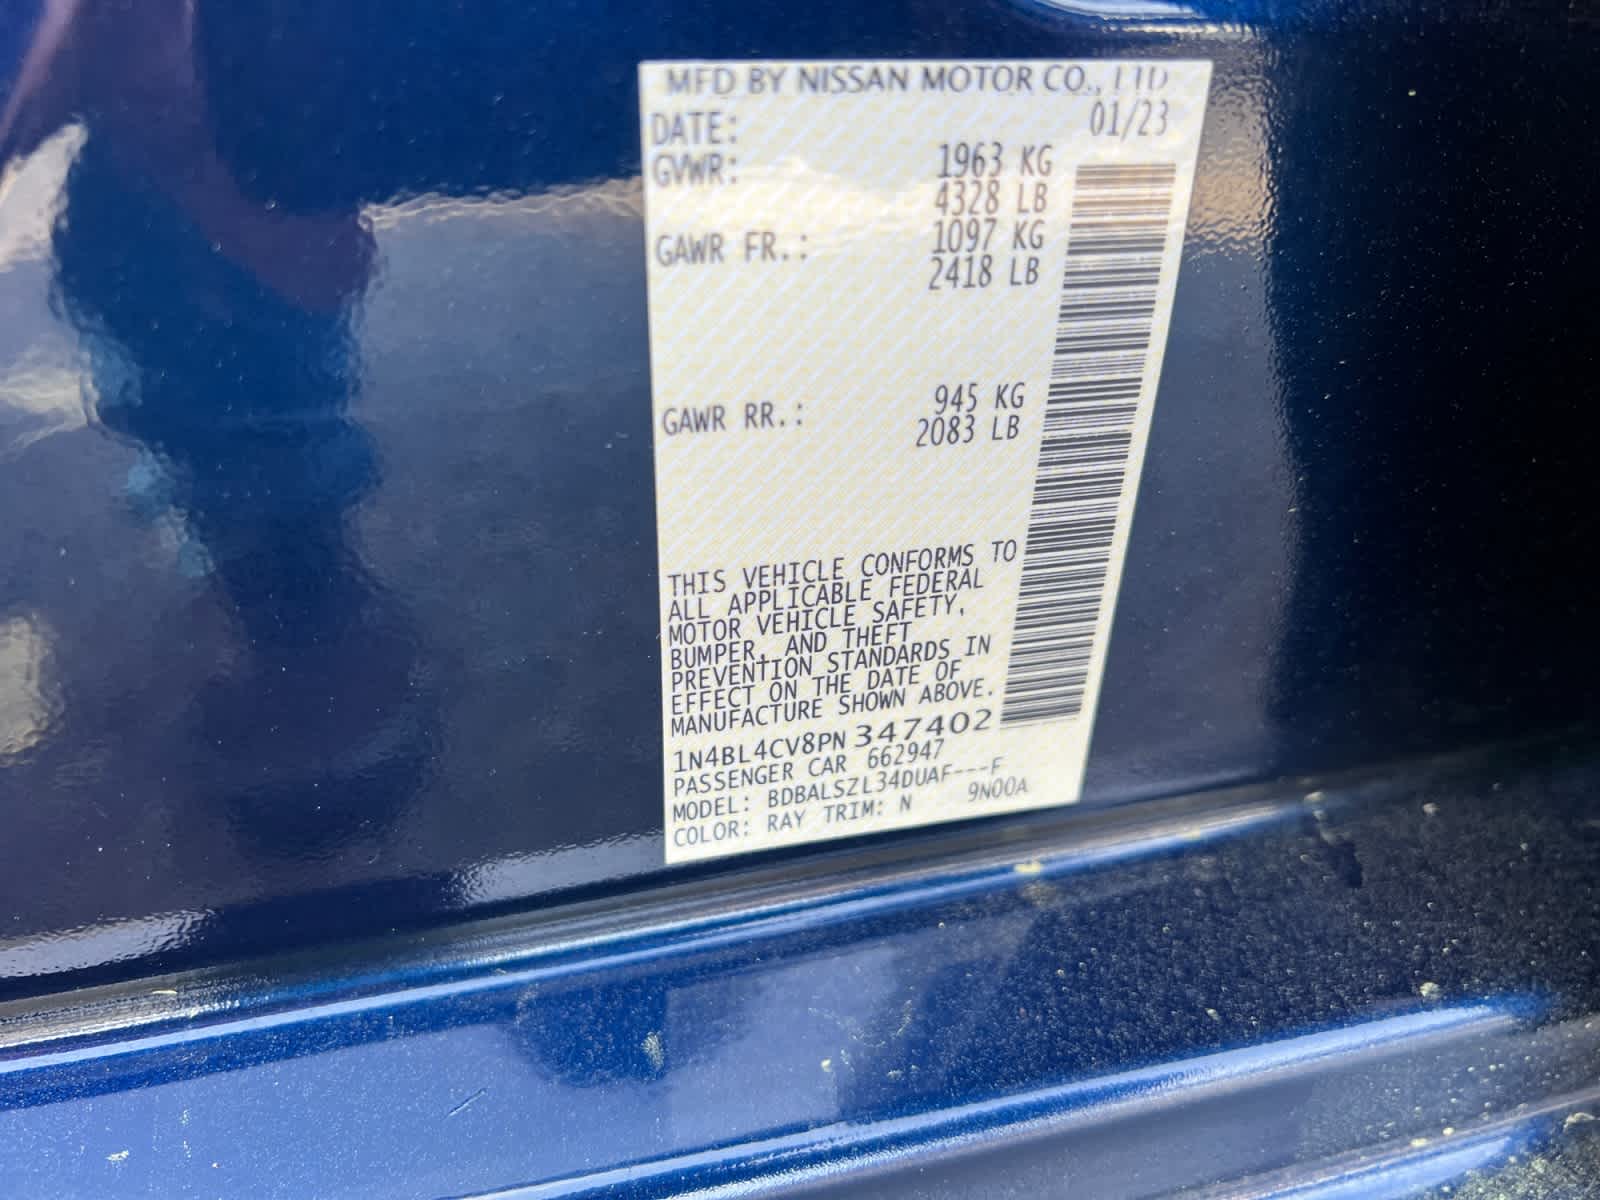 MFD BY NISSAN MOTOR CO., LTD
DATE: 01/23
GVWR: 1963 KG
4328 LB
GAWR FR.: 1097 KG
2418 LB
GAWR RR.: 945 KG
2083 LB
THIS VEHICLE CONFORMS TO
ALL APPLICABLE FEDERAL
MOTOR VEHICLE SAFETY,
BUMPER, AND THEFT
PREVENTION STANDARDS IN
EFFECT ON THE DATE OF
MANUFACTURE SHOWN ABOVE.
1N4BL4CV8PN 347402
PASSENGER CAR 662947
MODEL: BDBALSZL34DUAF---F
COLOR: RAY TRIM: N 9N00A